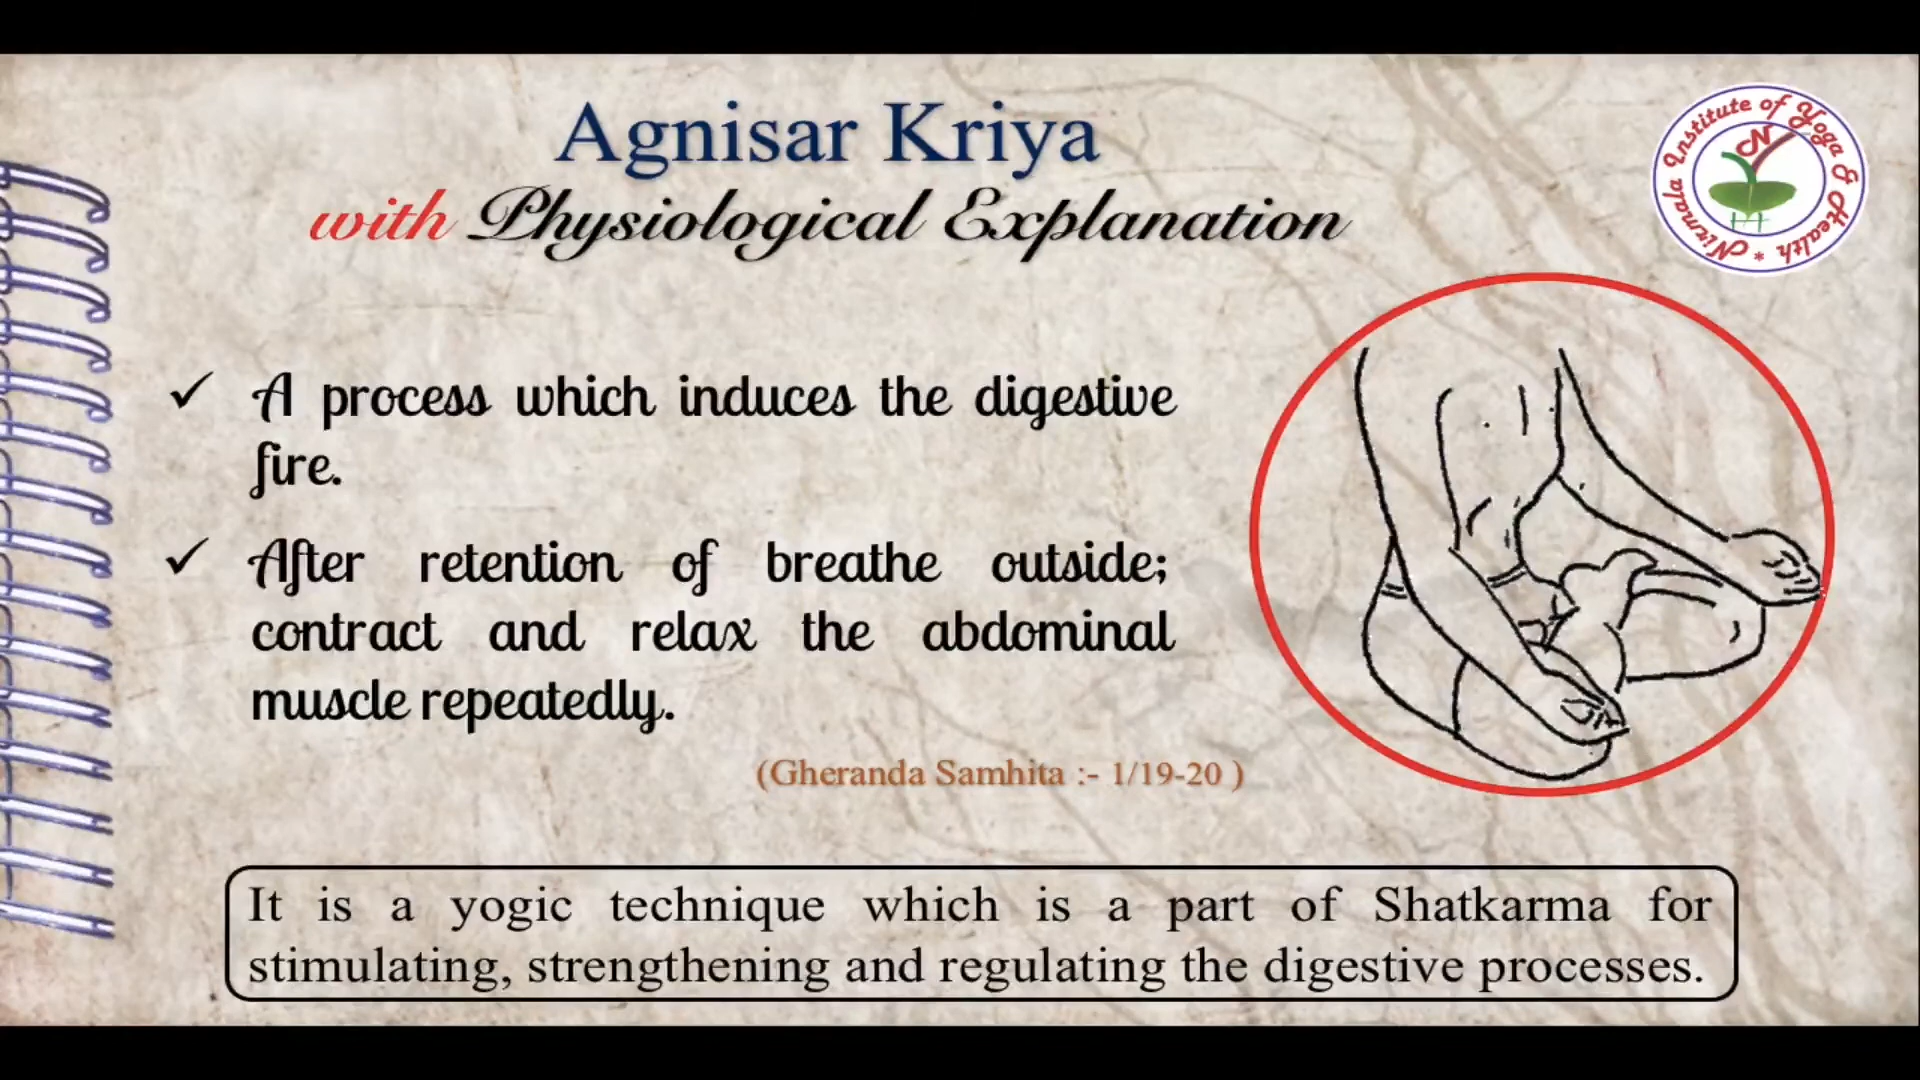 Agnisar Kriya
with Physiological Explanation
Nirmala Institute of Yoga & Health *
N
✓ A process which induces the digestive
fire.
✓ After retention of breathe outside;
contract and relax the abdominal
muscle repeatedly.
(Gheranda Samhita :- 1/19-20 )
It is a yogic technique which is a part of Shatkarma for
stimulating, strengthening and regulating the digestive processes.